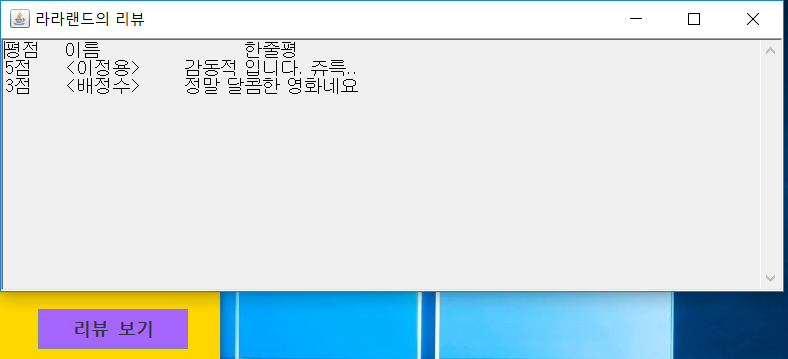 라라랜드의 리뷰
평점 이름 한줄평
5점 <이정용> 감동적 입니다. 쥬륵..
3점 <배정수> 정말 달콤한 영화네요
리뷰 보기